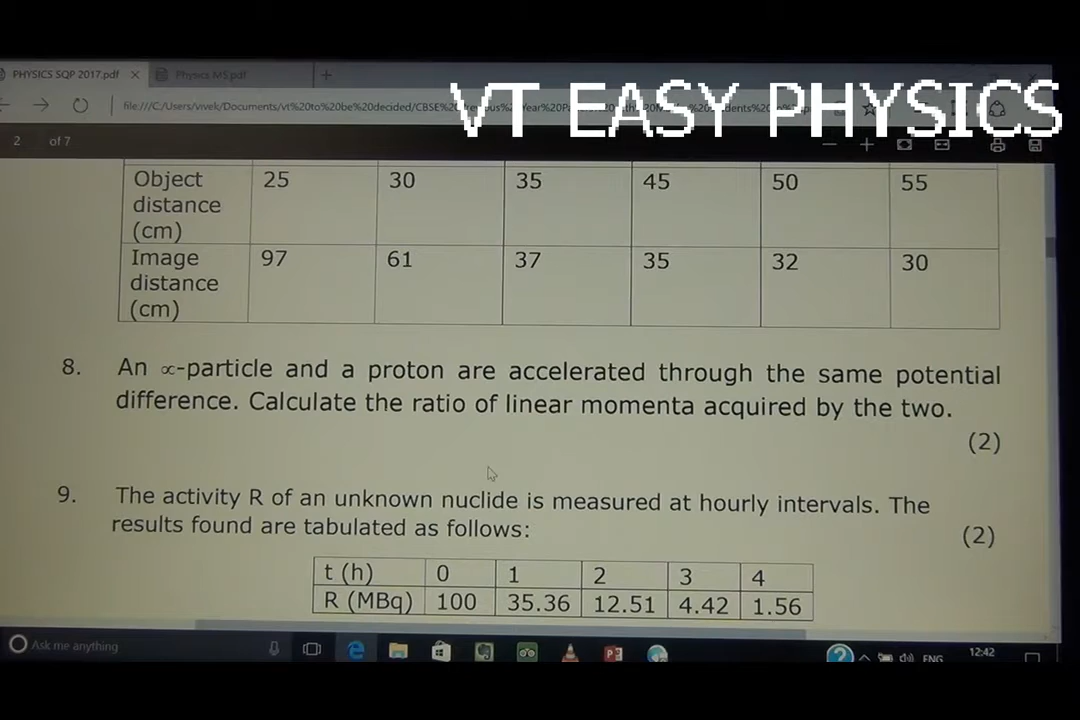 PHYSICS SQP 2017.pdf
Physics MS.pdf
VT EASY PHYSICS
2 of 7
Object distance (cm) 25 30 35 45 50 55
Image distance (cm) 97 61 37 35 32 30
8. An ∝-particle and a proton are accelerated through the same potential
difference. Calculate the ratio of linear momenta acquired by the two.
(2)
9. The activity R of an unknown nuclide is measured at hourly intervals. The
results found are tabulated as follows:
(2)
t (h) 0 1 2 3 4
R (MBq) 100 35.36 12.51 4.42 1.56
Ask me anything
ENG
12:42